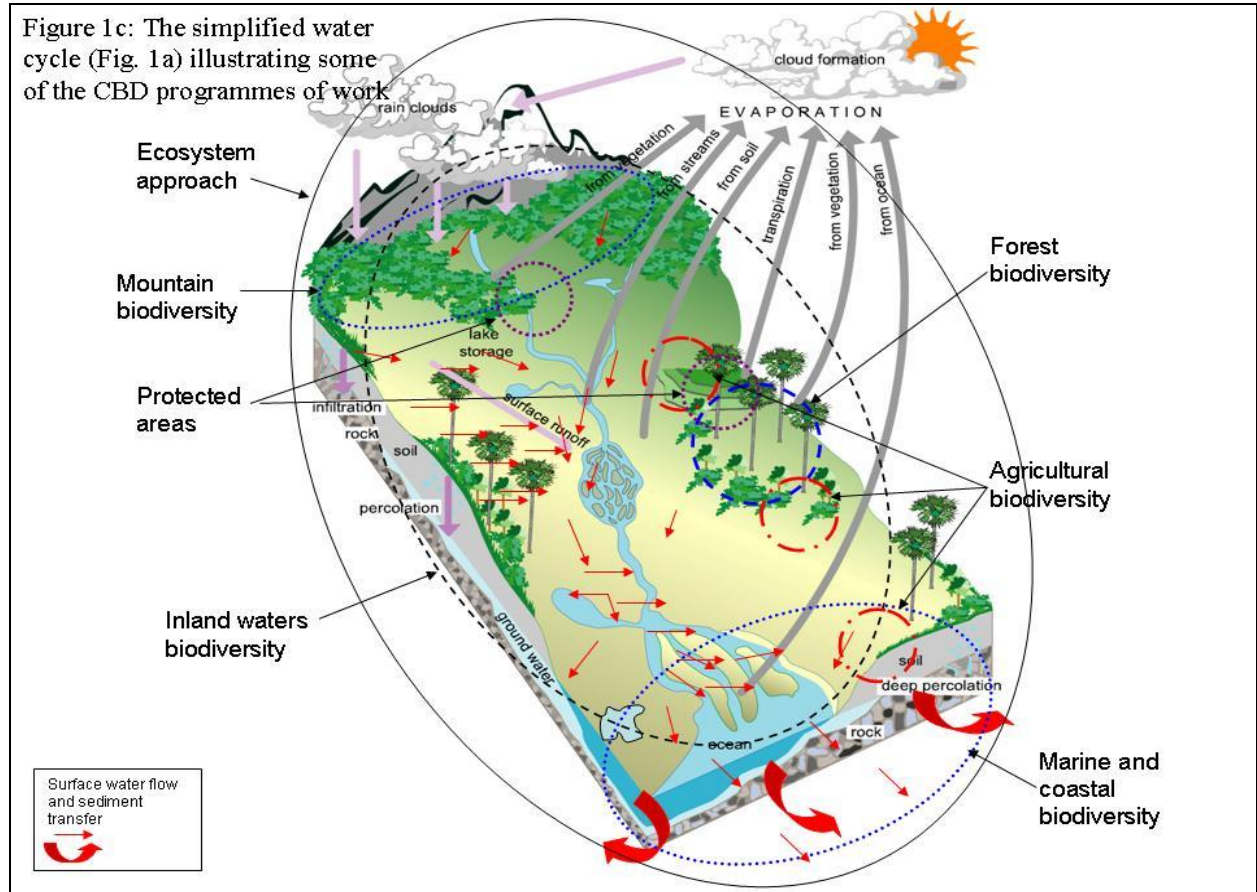 Figure 1c: The simplified water
cycle (Fig. 1a) illustrating some
of the CBD programmes of work
cloud formation
rain clouds
EVAPORATION
Ecosystem
approach
from vegetation
from streams
from soil
transpiration
from vegetation
from ocean
Forest
biodiversity
Mountain
biodiversity
lake
storage
Protected
areas
surface runoff
infiltration
rock
soil
percolation
Agricultural
biodiversity
Inland waters
biodiversity
ground water
soil
deep percolation
rock
ocean
Marine and
coastal
biodiversity
Surface water flow
and sediment
transfer